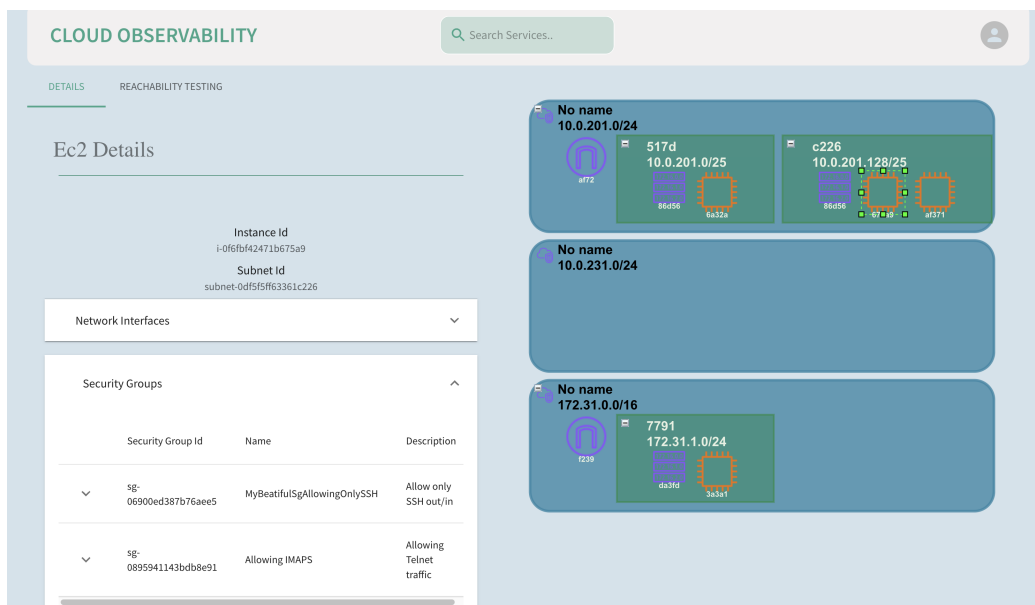 CLOUD OBSERVABILITY
Search Services..
DETAILS
REACHABILITY TESTING
Ec2 Details
Instance Id
i-0f6fbf42471b675a9
Subnet Id
subnet-0df5f5ff63361c226
Network Interfaces
Security Groups
Security Group Id
Name
Description
sg-
06900ed387b76aee5
MyBeatifulSgAllowingOnlySSH
Allow only
SSH out/in
sg-
0895941143bdb8e91
Allowing IMAPS
Allowing
Telnet
traffic
No name
10.0.201.0/24
af72
517d
10.0.201.0/25
86d56
6a32a
c226
10.0.201.128/25
86d56
af371
No name
10.0.231.0/24
No name
172.31.0.0/16
f239
7791
172.31.1.0/24
da3fd
3a3a1